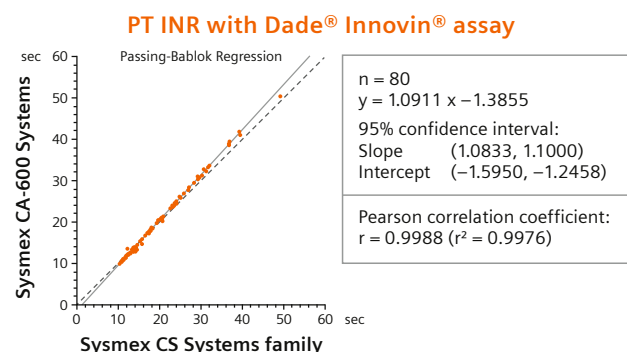 PT INR with Dade® Innovin® assay
sec
Passing-Bablok Regression
60
50
40
30
20
10
0
Sysmex CA-600 Systems
0 10 20 30 40 50 60 sec
Sysmex CS Systems family
n = 80
y = 1.0911 x −1.3855
95% confidence interval:
Slope (1.0833, 1.1000)
Intercept (−1.5950, −1.2458)
Pearson correlation coefficient:
r = 0.9988 (r² = 0.9976)